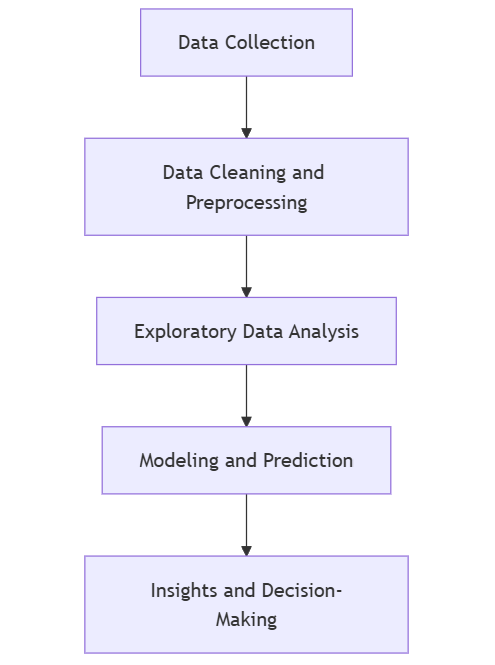 Data Collection
Data Cleaning and
Preprocessing
Exploratory Data Analysis
Modeling and Prediction
Insights and Decision-
Making